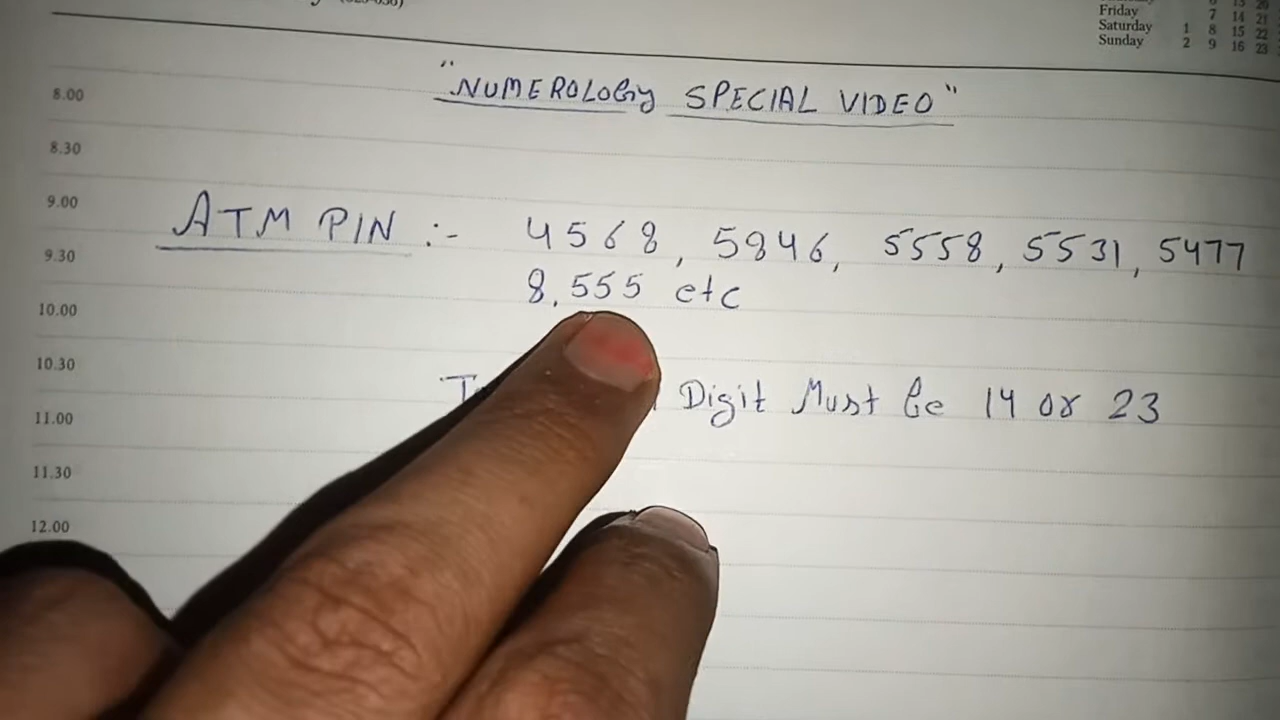 Friday 7 14 21
Saturday 1 8 15 22
Sunday 2 9 16 23
"NUMEROLOGY SPECIAL VIDEO"
8.00
8.30
9.00
ATM PIN :- 4568, 5846, 5558, 5531, 5477
9.30
8,555 etc
10.00
10.30
Digit Must be 14 or 23
11.00
11.30
12.00